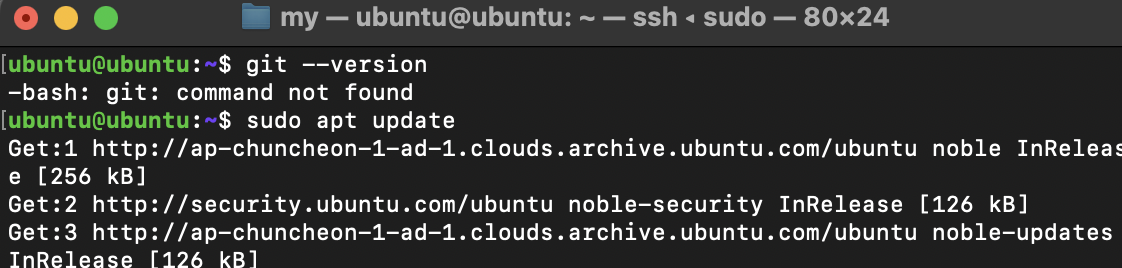 my — ubuntu@ubuntu: ~ — ssh ◂ sudo — 80×24
[ubuntu@ubuntu:~$ git --version
-bash: git: command not found
[ubuntu@ubuntu:~$ sudo apt update
Get:1 http://ap-chuncheon-1-ad-1.clouds.archive.ubuntu.com/ubuntu noble InReleas
e [256 kB]
Get:2 http://security.ubuntu.com/ubuntu noble-security InRelease [126 kB]
Get:3 http://ap-chuncheon-1-ad-1.clouds.archive.ubuntu.com/ubuntu noble-updates
InRelease [126 kB]